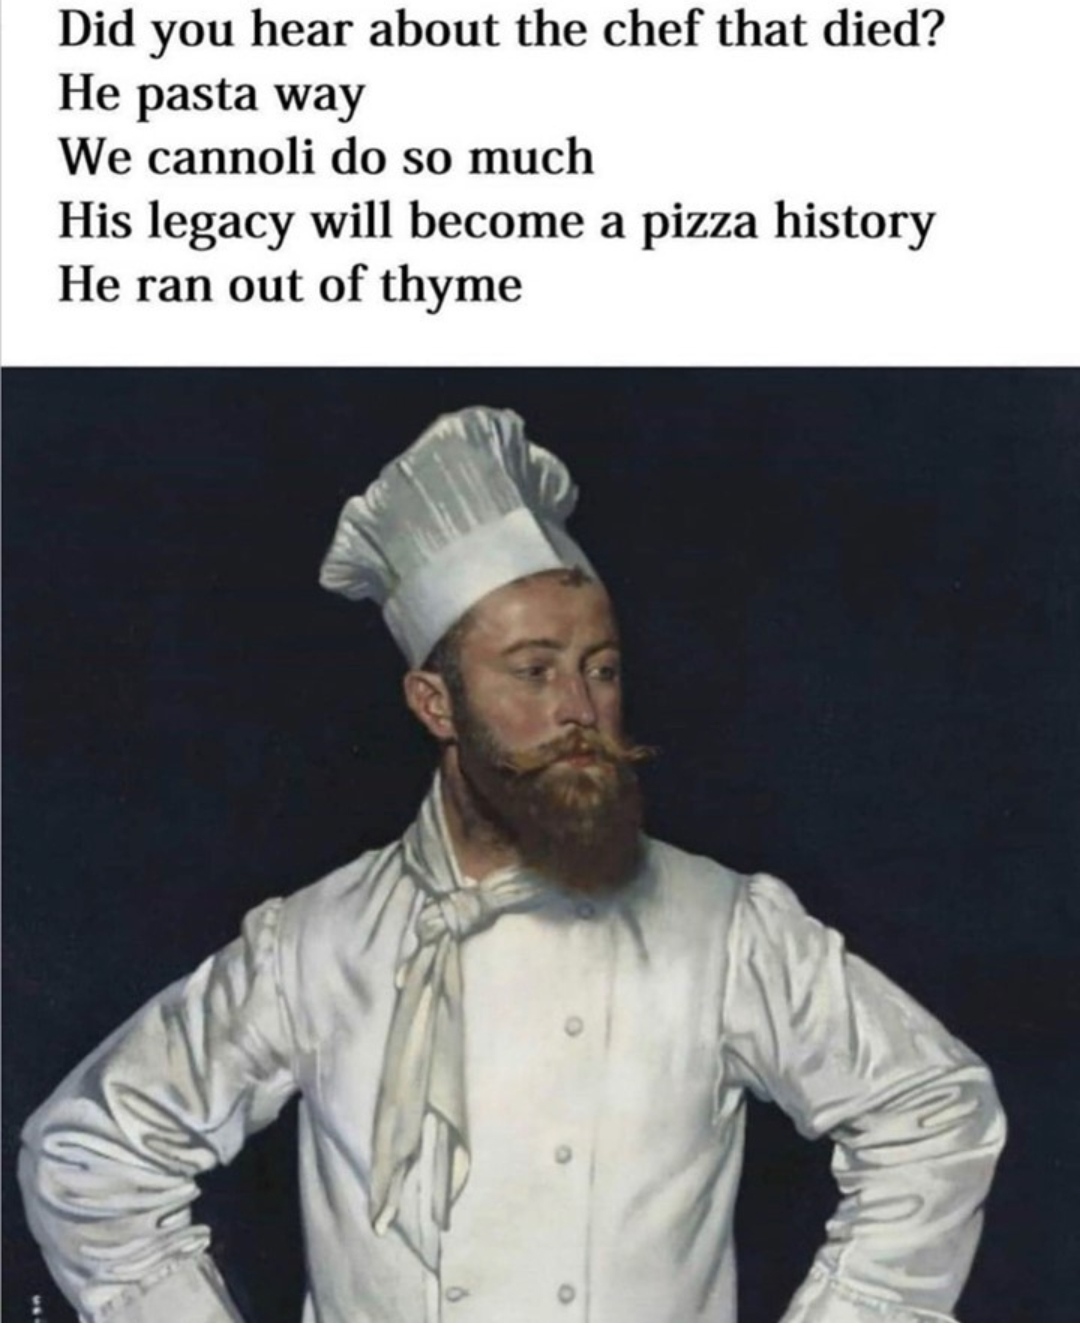 Did you hear about the chef that died?
He pasta way
We cannoli do so much
His legacy will become a pizza history
He ran out of thyme